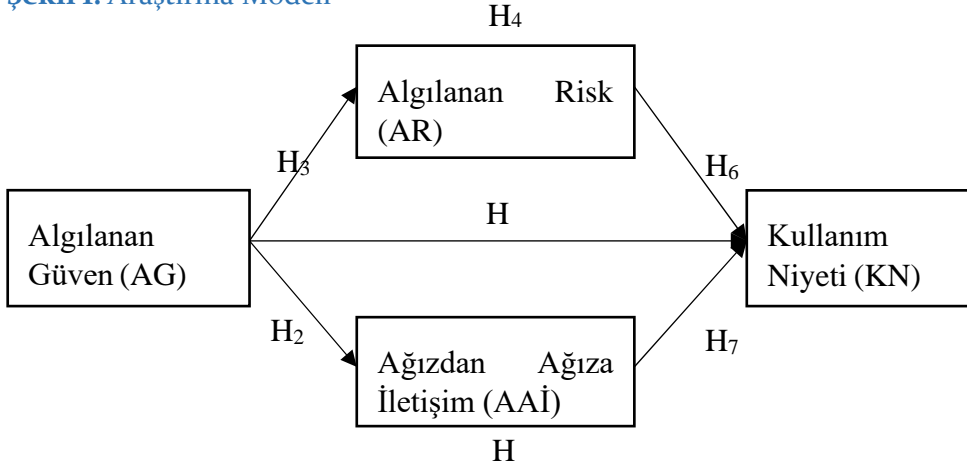 Şekil 1. Araştırma Modeli
H4
Algılanan Risk
(AR)
H3
H6
Algılanan
Güven (AG)
H
Kullanım
Niyeti (KN)
H2
H7
Ağızdan Ağıza
İletişim (AAİ)
H